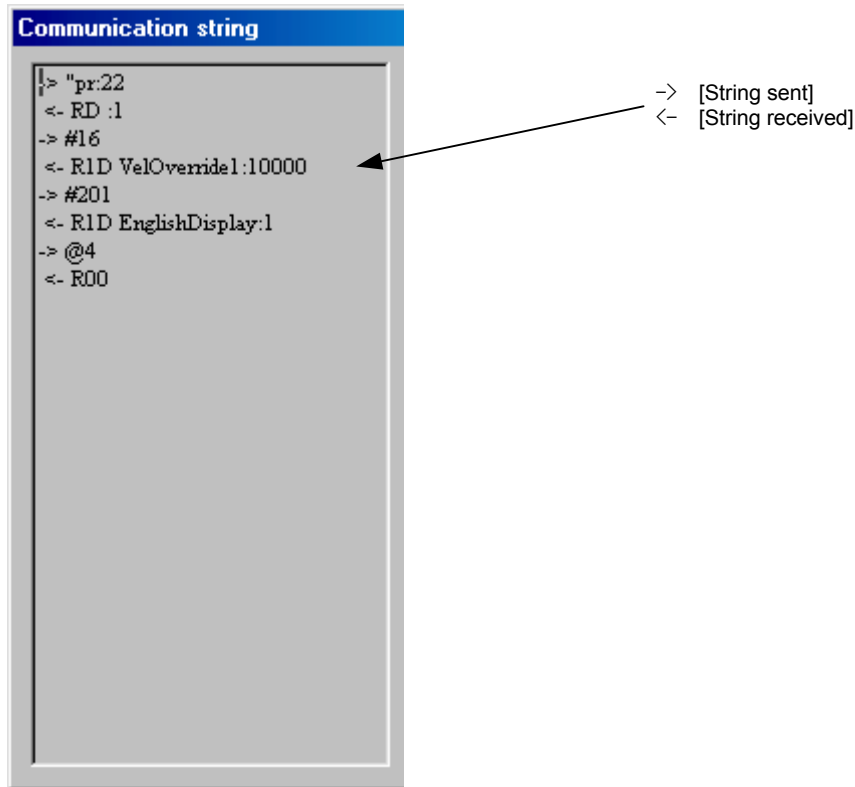 Communication string
-> "pr:22
<- RD :1
-> #16
<- R1D VelOverride1:10000
-> #201
<- R1D EnglishDisplay:1
-> @4
<- R00
-> [String sent]
<- [String received]